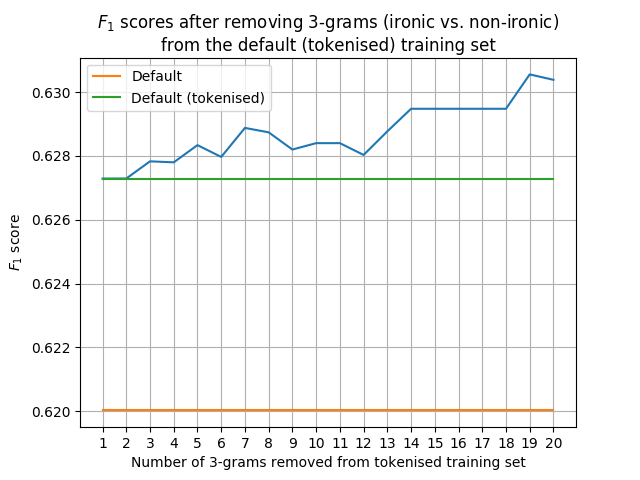 F1 scores after removing 3-grams (ironic vs. non-ironic)
from the default (tokenised) training set
Default
Default (tokenised)
F1 score
0.630
0.628
0.626
0.624
0.622
0.620
1 2 3 4 5 6 7 8 9 10 11 12 13 14 15 16 17 18 19 20
Number of 3-grams removed from tokenised training set